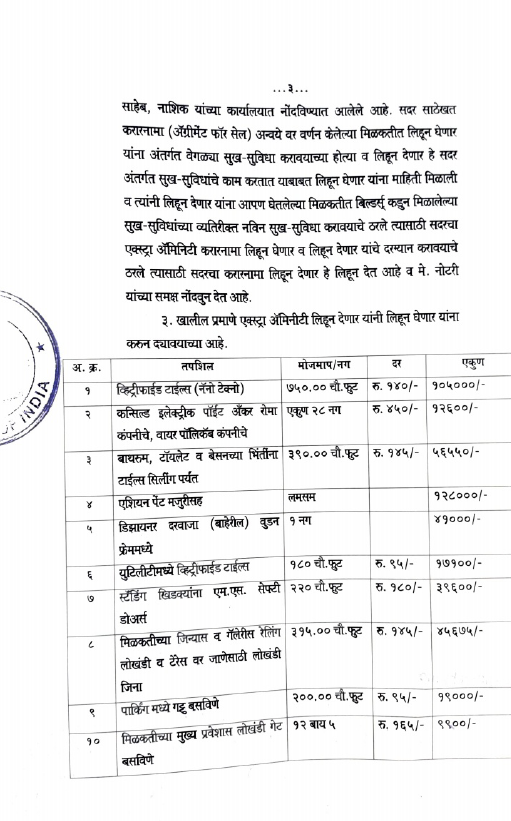 ...३...
साहेब, नाशिक यांच्या कार्यालयात नोंदविण्यात आलेले आहे. सदर साठेखत
करारनामा (ॲग्रीमेंट फॉर सेल) अन्वये दर वर्णन केलेल्या मिळकतीत लिहून घेणार
यांना अंतर्गत वेगळ्या सुख-सुविधा करावयाच्या होत्या व लिहून देणार हे सदर
अंतर्गत सुख-सुविधांचे काम करतात याबाबत लिहून घेणार यांना माहिती मिळाली
व त्यांनी लिहून देणार यांना आपण घेतलेल्या मिळकतीत बिल्डर्सु कडुन मिळालेल्या
सुख-सुविधांच्या व्यतिरीक्त नविन सुख-सुविधा करावयाचे ठरले त्यासाठी सदरचा
एक्स्ट्रा ॲमिनिटी करारनामा लिहून घेणार व लिहून देणार यांचे दरम्यान करावयाचे
ठरले त्यासाठी सदरचा करारनामा लिहून देणार हे लिहून देत आहे व मे. नोटरी
यांच्या समक्ष नोंदवुन देत आहे.
३. खालील प्रमाणे एक्स्ट्रा ॲमिनीटी लिहून देणार यांनी लिहून घेणार यांना
करुन द्यावयाच्या आहे.
अ. क्र. तपशिल मोजमाप/नग दर एकुण
१ व्हिट्रीफाईड टाईल्स (नॅनो टेक्नो) ७५०.०० चौ.फूट रु. १४०/- १०५०००/-
२ कन्सिल्ड इलेक्ट्रीक पॉईट अँकर रोमा एकुण २८ नग रु. ४५०/- १२६००/-
कंपनीचे, वायर पॉलिकॅब कंपनीचे
३ बाथरुम, टॉयलेट व बेसनच्या भिंतींना ३९०.०० चौ.फूट रु. १४५/- ५६५५०/-
टाईल्स सिलींग पर्यंत
४ एशियन पेंट मजुरीसह लमसम १२८०००/-
५ डिझायनर दरवाजा (बाहेरील) वुडन १ नग ४१०००/-
फ्रेममध्ये
६ युटिलीटीमध्ये व्हिट्रीफाईड टाईल्स १८० चौ.फुट रु. ९५/- १७१००/-
७ स्टॅंडिंग खिडक्यांना एम.एस. सेफ्टी २२० चौ.फुट रु. १८०/- ३९६००/-
डोअर्स
८ मिळकतीच्या जिन्यास व गॅलेरीस रेलिंग ३१५.०० चौ.फुट रु. १४५/- ४५६७५/-
लोखंडी व टेरेस वर जाणेसाठी लोखंडी
जिना
९ पार्किंग मध्ये गट्टु बसविणे २००.०० चौ.फुट रु. ९५/- १९०००/-
१० मिळकतीच्या मुख्य प्रवेशास लोखंडी गेट १२ बाय ५ रु. १६५/- ९९००/-
बसविणे
OF INDIA